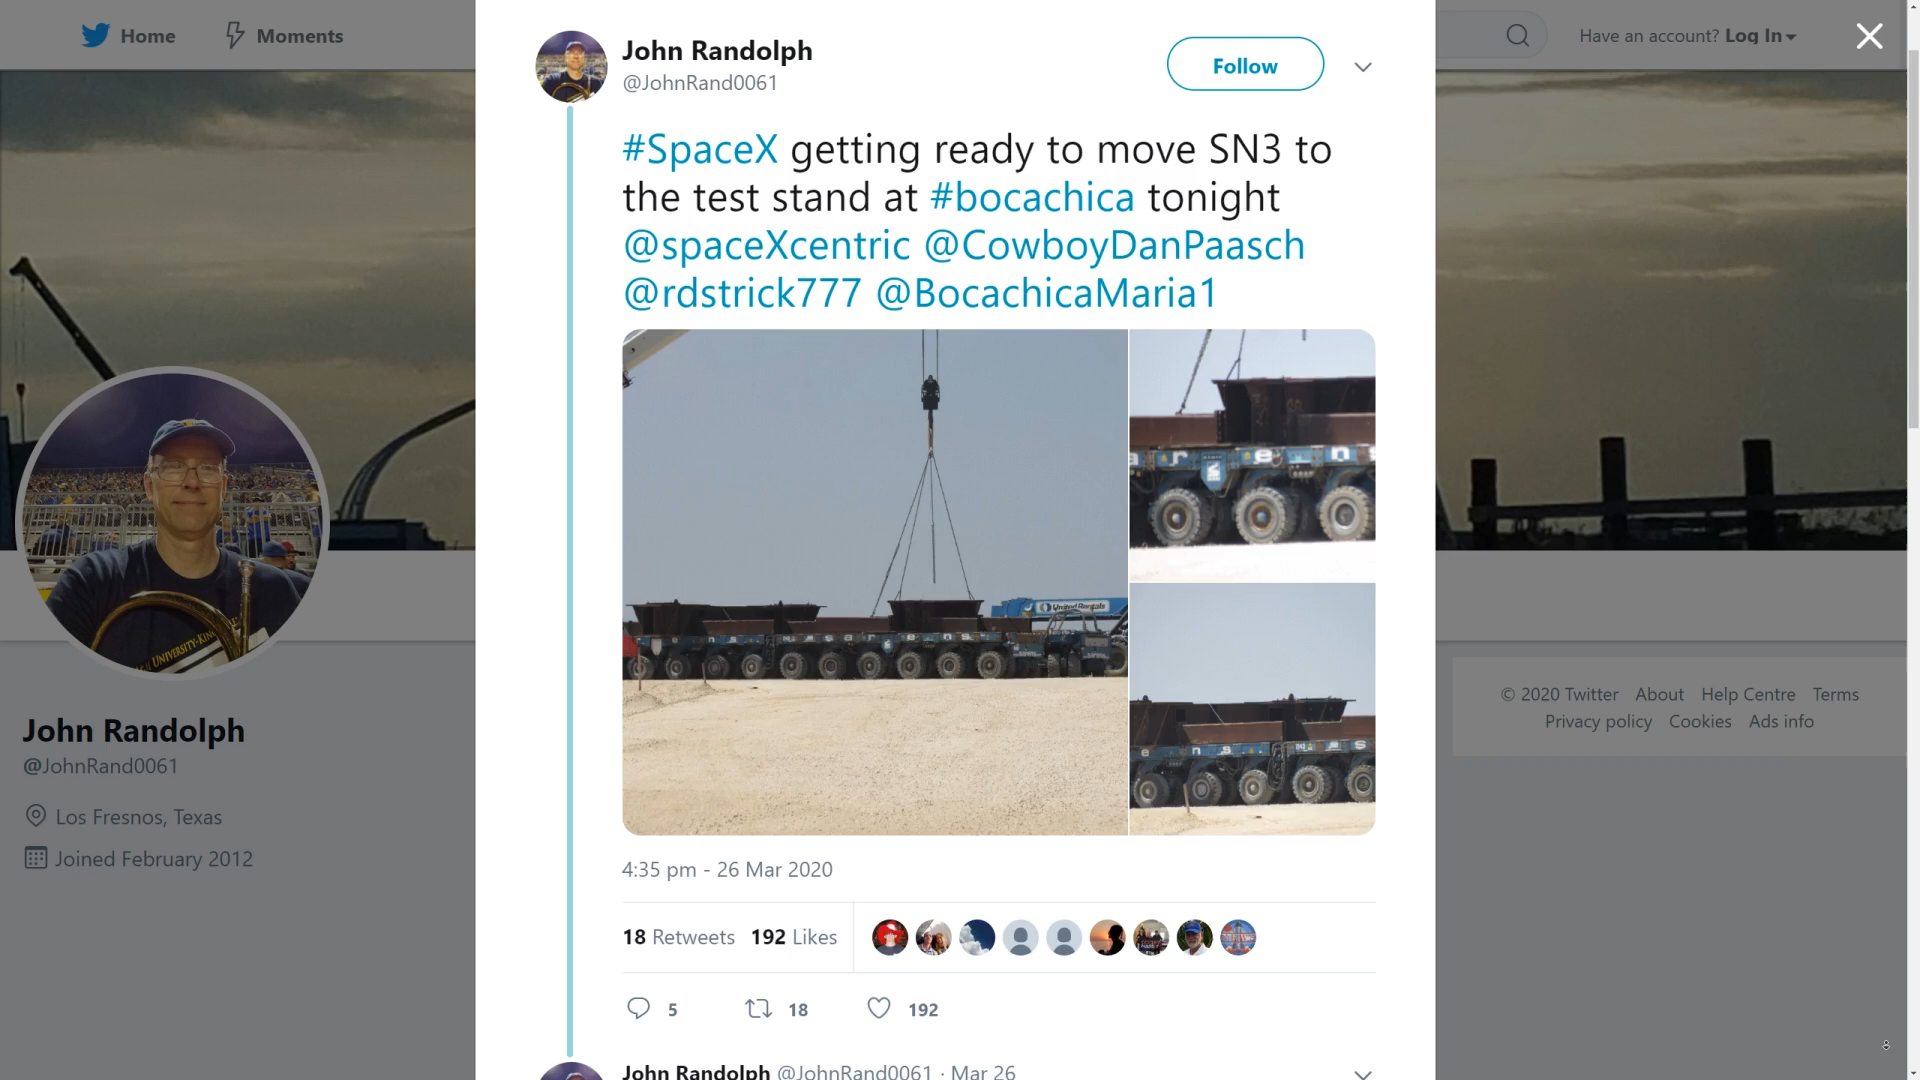 Home
Moments
Have an account? Log In
John Randolph
@JohnRand0061
Follow
#SpaceX getting ready to move SN3 to
the test stand at #bocachica tonight
@spaceXcentric @CowboyDanPaasch
@rdstrick777 @BocachicaMaria1
United Rentals
e n s s a r e n s
a r e n s
e n s s
4:35 pm - 26 Mar 2020
18 Retweets 192 Likes
5 18 192
John Randolph @JohnRand0061 · Mar 26
John Randolph
@JohnRand0061
Los Fresnos, Texas
Joined February 2012
© 2020 Twitter About Help Centre Terms
Privacy policy Cookies Ads info